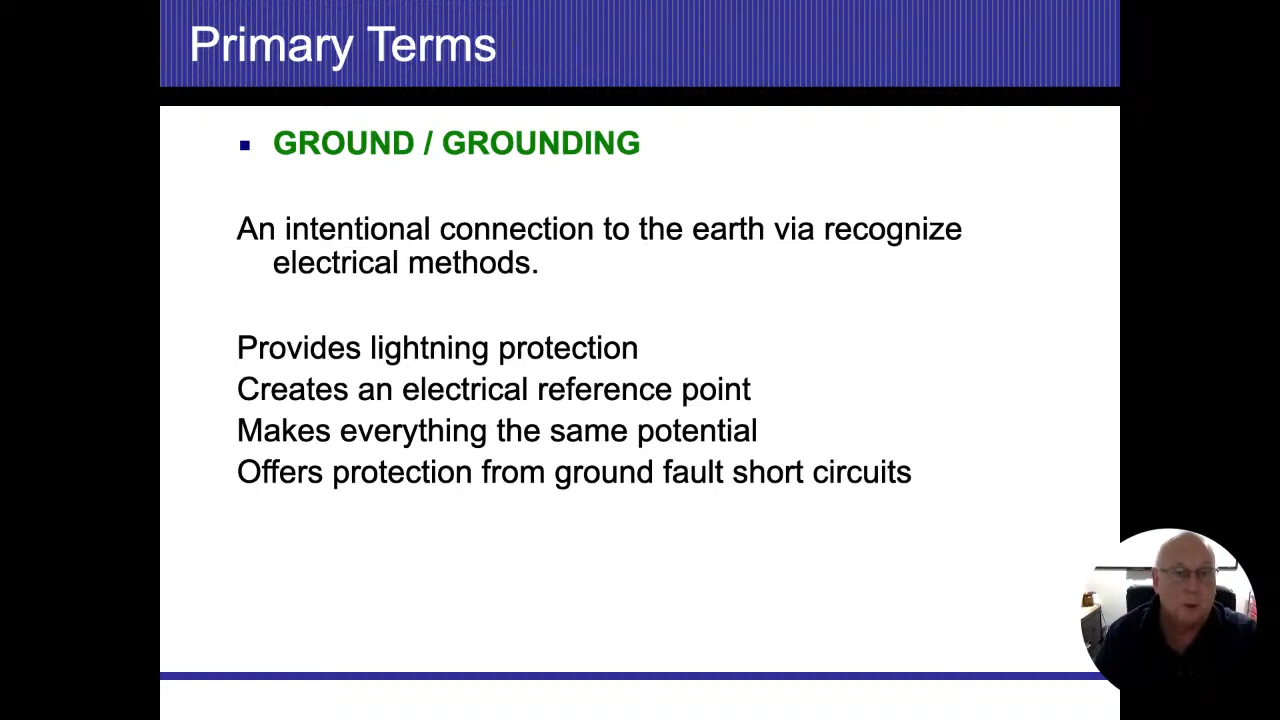 Primary Terms
GROUND / GROUNDING
An intentional connection to the earth via recognize
electrical methods.
Provides lightning protection
Creates an electrical reference point
Makes everything the same potential
Offers protection from ground fault short circuits